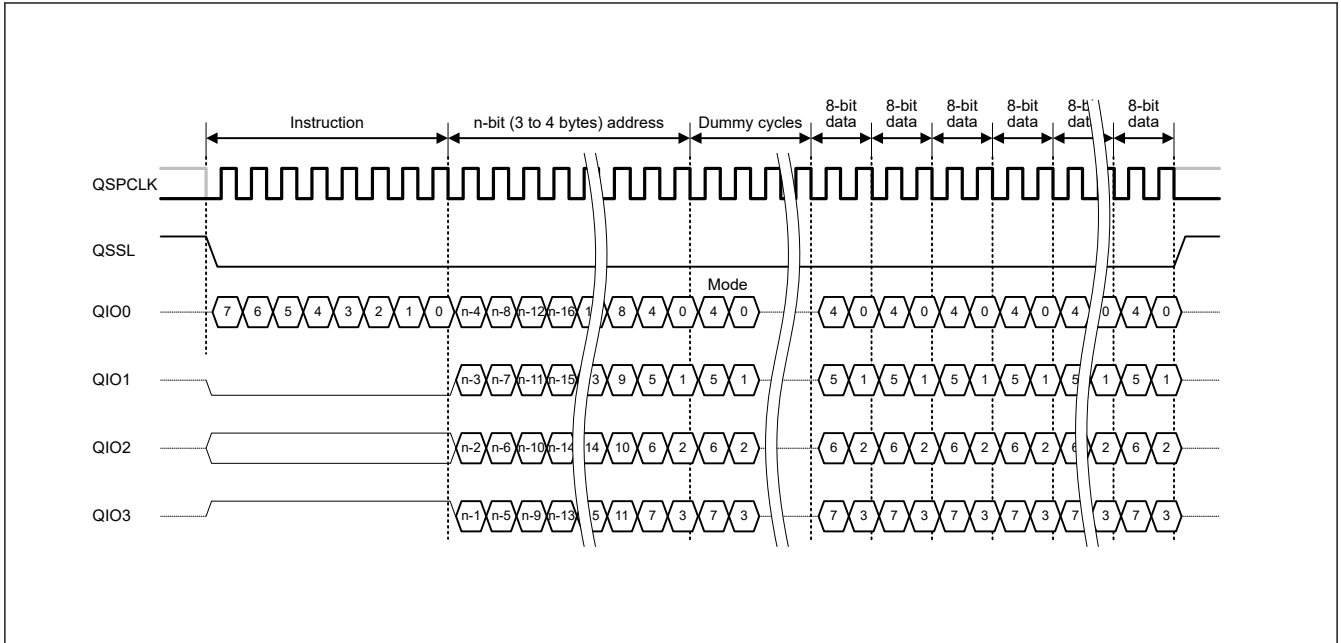 8-bit 8-bit 8-bit 8-bit 8-bit 8-bit
Instruction n-bit (3 to 4 bytes) address Dummy cycles data data data data data data
QSPCLK
QSSL
Mode
QIO0 7 6 5 4 3 2 1 0 n-4 n-8 n-12 n-16 8 4 0 4 0 4 0 4 0 4 0 4 0 4 0 4 0
QIO1 n-3 n-7 n-11 n-15 9 5 1 5 1 5 1 5 1 5 1 5 1 5 1 5 1
QIO2 n-2 n-6 n-10 n-14 14 10 6 2 6 2 6 2 6 2 6 2 6 2 6 2 6 2
QIO3 n-1 n-5 n-9 n-13 11 7 3 7 3 7 3 7 3 7 3 7 3 7 3 7 3